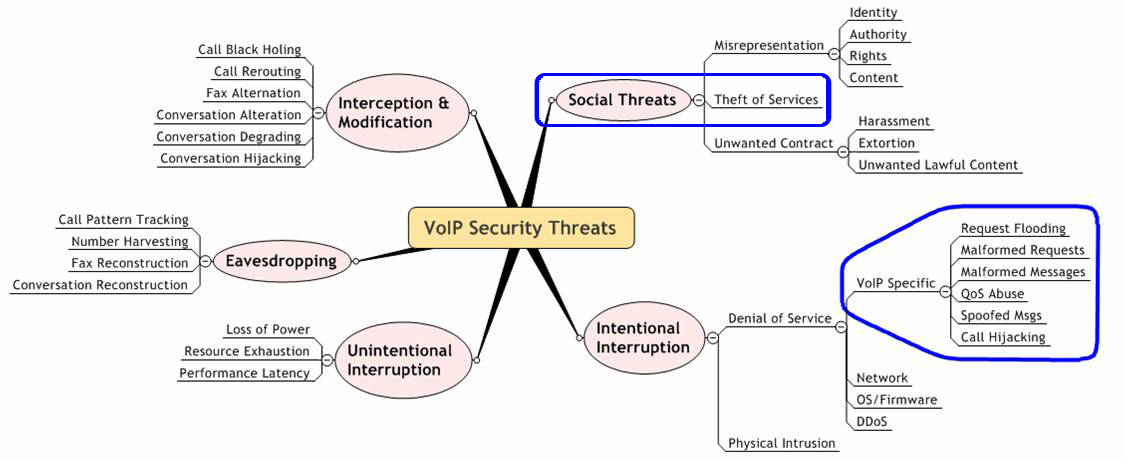 VoIP Security Threats
Interception &
Modification
Call Black Holing
Call Rerouting
Fax Alternation
Conversation Alteration
Conversation Degrading
Conversation Hijacking
Eavesdropping
Call Pattern Tracking
Number Harvesting
Fax Reconstruction
Conversation Reconstruction
Unintentional
Interruption
Loss of Power
Resource Exhaustion
Performance Latency
Social Threats
Misrepresentation
Identity
Authority
Rights
Content
Theft of Services
Unwanted Contract
Harassment
Extortion
Unwanted Lawful Content
Intentional
Interruption
Denial of Service
VoIP Specific
Request Flooding
Malformed Requests
Malformed Messages
QoS Abuse
Spoofed Msgs
Call Hijacking
Network
OS/Firmware
DDoS
Physical Intrusion